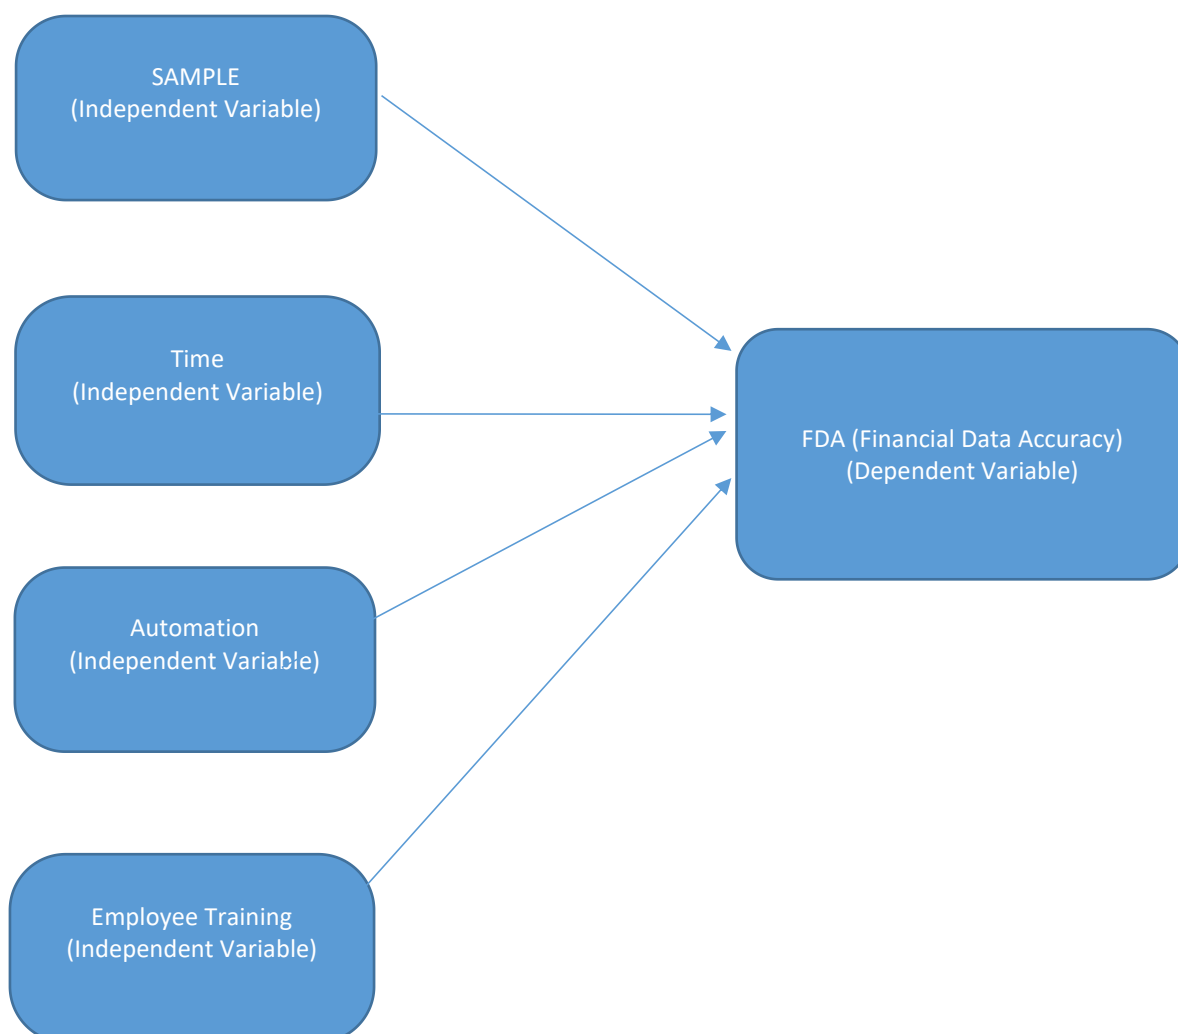 SAMPLE
(Independent Variable)
Time
(Independent Variable)
FDA (Financial Data Accuracy)
(Dependent Variable)
Automation
(Independent Variable)
Employee Training
(Independent Variable)